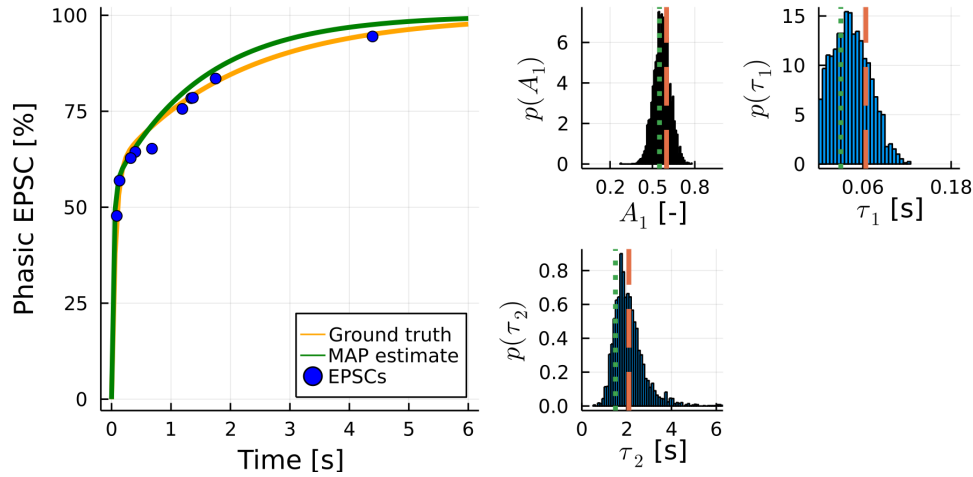 100
75
50
25
0
Phasic EPSC [%]
0 1 2 3 4 5 6
Time [s]
Ground truth
MAP estimate
EPSCs
6
4
2
0
p(A₁)
0.2 0.5 0.8
A₁ [-]
15
10
5
0
p(τ₁)
0.06 0.18
τ₁ [s]
0.8
0.6
0.4
0.2
0.0
p(τ₂)
0 2 4 6
τ₂ [s]